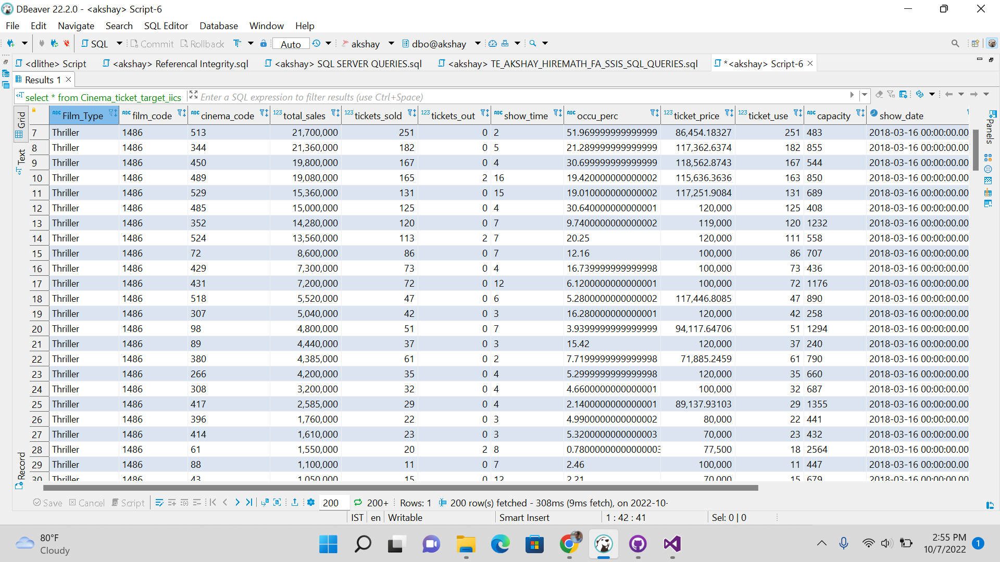 DBeaver 22.2.0 - <akshay> Script-6
File Edit Navigate Search SQL Editor Database Window Help
SQL Commit Rollback Auto akshay dbo@akshay
<dlithe> Script <akshay> Referencal Integrity.sql <akshay> SQL SERVER QUERIES.sql <akshay> TE_AKSHAY_HIREMATH_FA_SSIS_SQL_QUERIES.sql *<akshay> Script-6
Results 1
select * from Cinema_ticket_target_iics Enter a SQL expression to filter results (use Ctrl+Space)
Grid
Text
Record
Panels
ABC Film_Type ABC film_code ABC cinema_code 123 total_sales 123 tickets_sold 123 tickets_out ABC show_time ABC occu_perc 123 ticket_price 123 ticket_use ABC capacity show_date
7 Thriller 1486 513 21,700,000 251 0 2 51.969999999999999 86,454.18327 251 483 2018-03-16 00:00:00.00
8 Thriller 1486 344 21,360,000 182 0 5 21.289999999999999 117,362.6374 182 855 2018-03-16 00:00:00.00
9 Thriller 1486 450 19,800,000 167 0 4 30.699999999999999 118,562.8743 167 544 2018-03-16 00:00:00.00
10 Thriller 1486 489 19,080,000 165 2 16 19.420000000000002 115,636.3636 163 850 2018-03-16 00:00:00.00
11 Thriller 1486 529 15,360,000 131 0 15 19.010000000000002 117,251.9084 131 689 2018-03-16 00:00:00.00
12 Thriller 1486 485 15,000,000 125 0 4 30.640000000000001 120,000 125 408 2018-03-16 00:00:00.00
13 Thriller 1486 352 14,280,000 120 0 7 9.7400000000000002 119,000 120 1232 2018-03-16 00:00:00.00
14 Thriller 1486 524 13,560,000 113 2 7 20.25 120,000 111 558 2018-03-16 00:00:00.00
15 Thriller 1486 72 8,600,000 86 0 7 12.16 100,000 86 707 2018-03-16 00:00:00.00
16 Thriller 1486 429 7,300,000 73 0 4 16.739999999999998 100,000 73 436 2018-03-16 00:00:00.00
17 Thriller 1486 431 7,200,000 72 0 12 6.1200000000000001 100,000 72 1176 2018-03-16 00:00:00.00
18 Thriller 1486 518 5,520,000 47 0 6 5.2800000000000002 117,446.8085 47 890 2018-03-16 00:00:00.00
19 Thriller 1486 307 5,040,000 42 0 3 16.280000000000001 120,000 42 258 2018-03-16 00:00:00.00
20 Thriller 1486 98 4,800,000 51 0 7 3.9399999999999999 94,117.64706 51 1294 2018-03-16 00:00:00.00
21 Thriller 1486 89 4,440,000 37 0 3 15.42 120,000 37 240 2018-03-16 00:00:00.00
22 Thriller 1486 380 4,385,000 61 0 2 7.7199999999999998 71,885.2459 61 790 2018-03-16 00:00:00.00
23 Thriller 1486 266 4,200,000 35 0 4 5.2999999999999998 120,000 35 660 2018-03-16 00:00:00.00
24 Thriller 1486 308 3,200,000 32 0 4 4.6600000000000001 100,000 32 687 2018-03-16 00:00:00.00
25 Thriller 1486 417 2,585,000 29 0 4 2.1400000000000001 89,137.93103 29 1355 2018-03-16 00:00:00.00
26 Thriller 1486 396 1,760,000 22 0 3 4.9900000000000002 80,000 22 441 2018-03-16 00:00:00.00
27 Thriller 1486 414 1,610,000 23 0 3 5.3200000000000003 70,000 23 432 2018-03-16 00:00:00.00
28 Thriller 1486 61 1,550,000 20 2 8 0.78000000000000003 77,500 18 2564 2018-03-16 00:00:00.00
29 Thriller 1486 88 1,100,000 11 0 7 2.46 100,000 11 447 2018-03-16 00:00:00.00
30 Thriller 1486 43 1,050,000 15 0 12 2.21 70,000 15 679 2018-03-16 00:00:00.00
Save Cancel Script 200 200+ Rows: 1 200 row(s) fetched - 308ms (9ms fetch), on 2022-10-
IST en Writable Smart Insert 1 : 42 : 41 Sel: 0 | 0
80°F
Cloudy
2:55 PM
10/7/2022
1